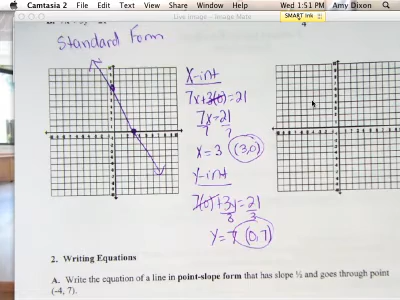 Camtasia 2 File Edit View Play Window Help Wed 1:51 PM Amy Dixon
Live image - Image Mate
SMART Ink
4
Standard Form
X-int
7x+3(0)=21
7x=21
7 7
x=3 (3,0)
y-int
7(0)+3y=21
3 3
y=7 (0,7)
2. Writing Equations
A. Write the equation of a line in point-slope form that has slope ½ and goes through point
(-4, 7).